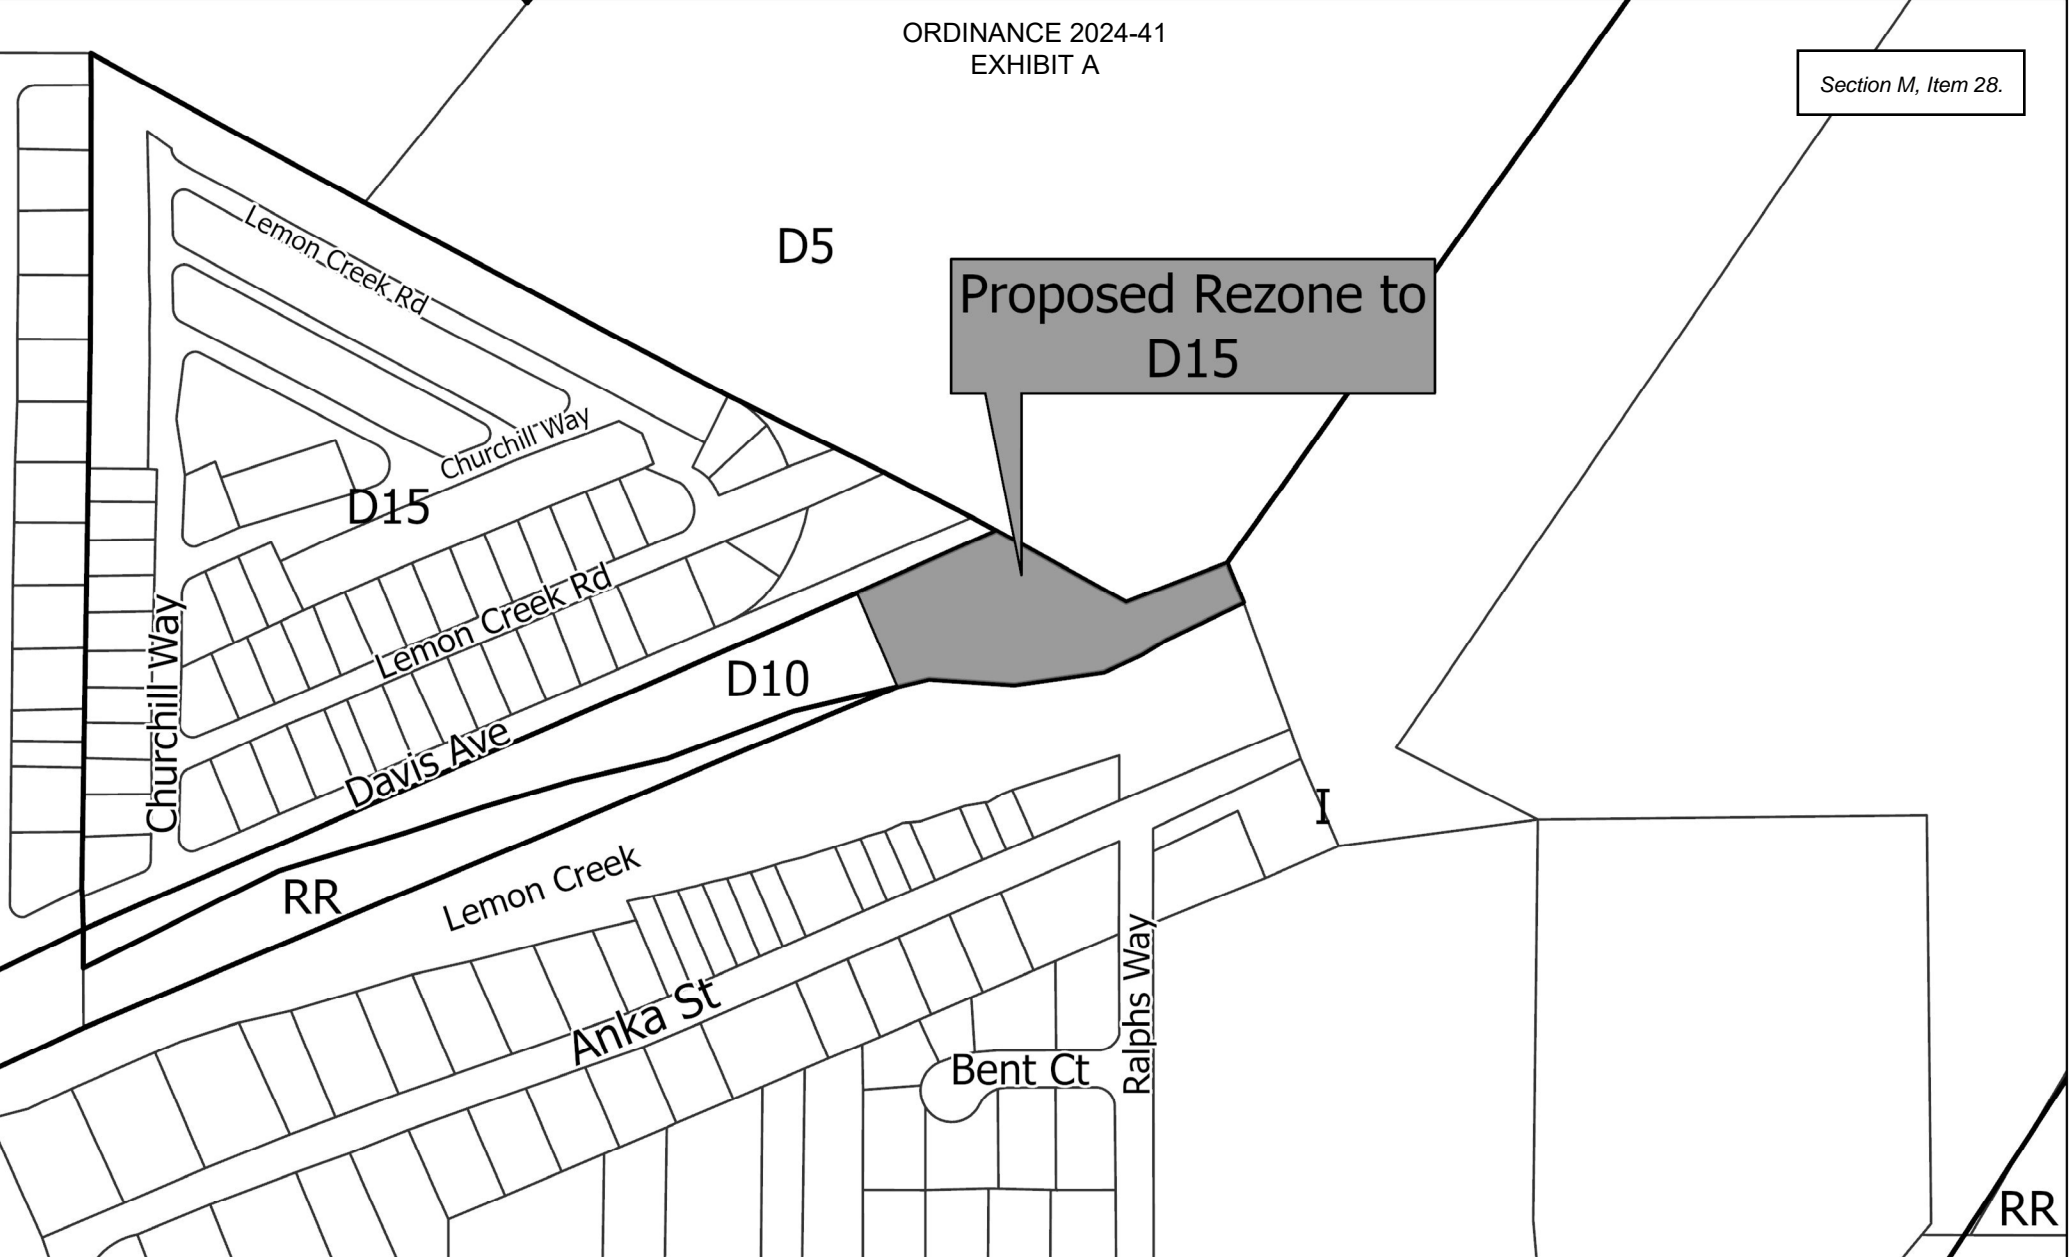 ORDINANCE 2024-41
EXHIBIT A
Section M, Item 28.
Lemon Creek Rd
D5
Proposed Rezone to
D15
Churchill Way
D15
Lemon Creek Rd
Churchill Way
D10
Davis Ave
I
RR
Lemon Creek
Anka St
Ralphs Way
Bent Ct
RR